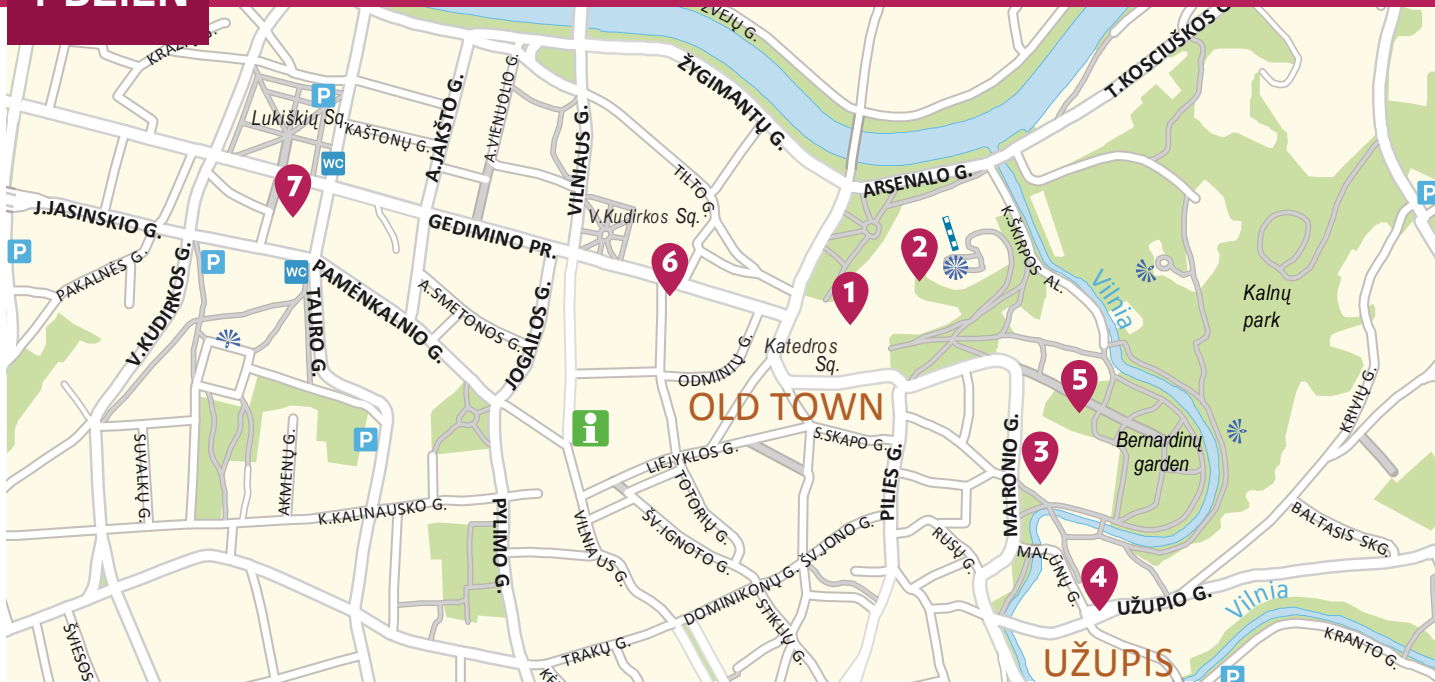 ŽVEJŲ G.
T.KOSCIUŠKOS G.
ŽYGIMANTŲ G.
P
Lukiškių Sq.
KAŠTONŲ G.
A.JAKŠTO G.
A.VIENUOLIO G.
VILNIAUS G.
TILTO G.
ARSENALO G.
K.ŠKIRPOS AL.
Vilnia
Kalnų
park
P
WC
7
J.JASINSKIO G.
GEDIMINO PR.
V.Kudirkos Sq.
6
2
1
P
PAKALNĖS G.
V.KUDIRKOS G.
P
WC
PAMĖNKALNIO G.
TAURO G.
A.SMETONOS G.
JOGAILOS G.
ODMINIŲ G.
Katedros
Sq.
OLD TOWN
5
Bernardinų
garden
KRIVIŲ G.
i
P
SUVALKŲ G.
AKMENŲ G.
K.KALINAUSKO G.
LIEJYKLOS G.
S.SKAPO G.
PILIES G.
MAIRONIO G.
3
TOTORIŲ G.
ŠV.IGNOTO G.
PYLIMO G.
VILNIAUS G.
DOMINIKONŲ G.
ŠV.JONO G.
RUSŲ G.
MALŪNŲ G.
4
UŽUPIO G.
BALTASIS SKG.
Vilnia
STIKLIŲ G.
TRAKŲ G.
ŠVIESOS
UŽUPIS
KRANTO G.
P